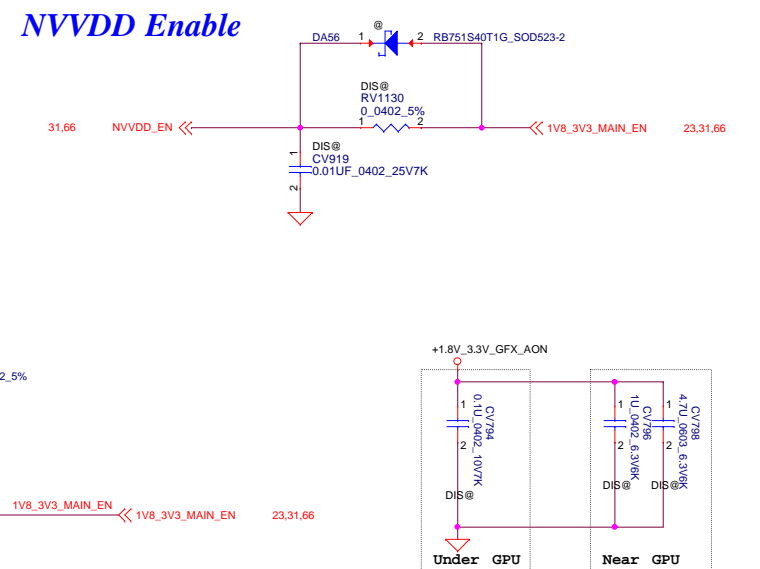 NVVDD Enable
@
DA56 1 2 RB751S40T1G_SOD523-2
DIS@
RV1130
0_0402_5%
1 2
31,66 NVVDD_EN 1V8_3V3_MAIN_EN 23,31,66
1
DIS@
CV919
0.01UF_0402_25V7K
2
+1.8V_3.3V_GFX_AON
2_5%
1
CV794
0.1U_0402_10V7K
2
DIS@
1
CV796
1U_0402_6.3V6K
2
DIS@
1
CV798
4.7U_0603_6.3V6K
2
DIS@
1V8_3V3_MAIN_EN 1V8_3V3_MAIN_EN 23,31,66
Under GPU Near GPU